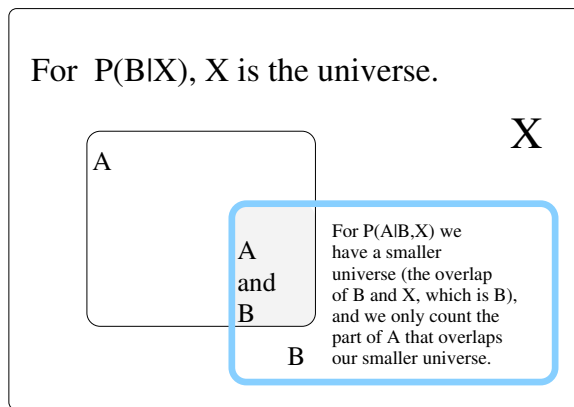 For P(B|X), X is the universe.
X
A
A
and
B
For P(A|B,X) we
have a smaller
universe (the overlap
of B and X, which is B),
and we only count the
part of A that overlaps
our smaller universe.
B